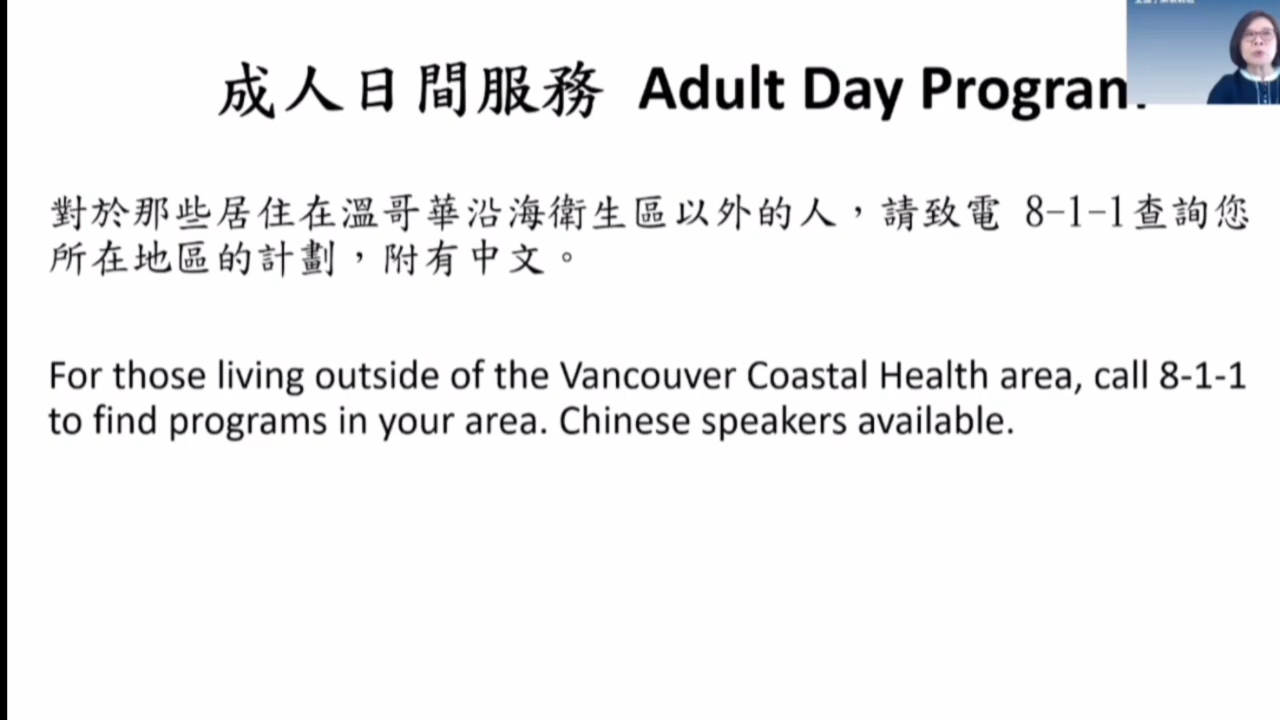 成人日間服務 Adult Day Program
對於那些居住在溫哥華沿海衛生區以外的人，請致電 8-1-1查詢您
所在地區的計劃，附有中文。
For those living outside of the Vancouver Coastal Health area, call 8-1-1
to find programs in your area. Chinese speakers available.